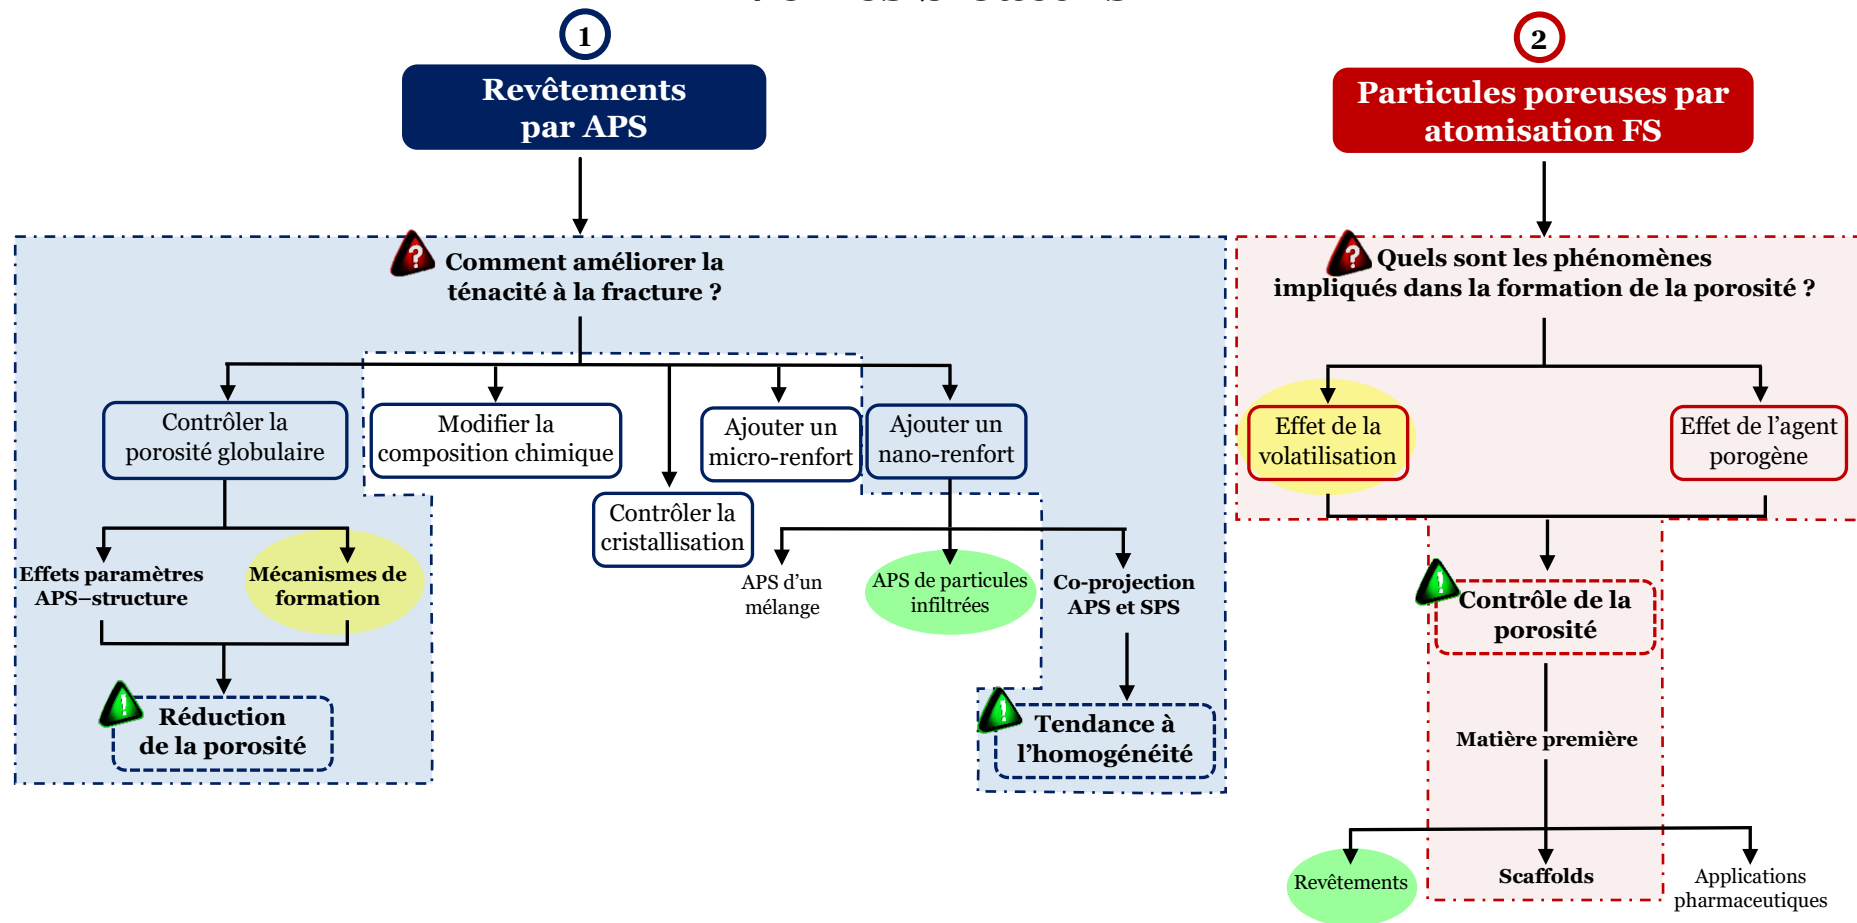 1
Revêtements
par APS
Comment améliorer la
ténacité à la fracture ?
Contrôler la
porosité globulaire
Modifier la
composition chimique
Contrôler la
cristallisation
Ajouter un
micro-renfort
Ajouter un
nano-renfort
Effets paramètres
APS–structure
Mécanismes de
formation
Réduction
de la porosité
APS d’un
mélange
APS de particules
infiltrées
Co-projection
APS et SPS
Tendance à
l’homogénéité
2
Particules poreuses par
atomisation FS
Quels sont les phénomènes
impliqués dans la formation de la porosité ?
Effet de la
volatilisation
Effet de l’agent
porogène
Contrôle de la
porosité
Matière première
Revêtements
Scaffolds
Applications
pharmaceutiques